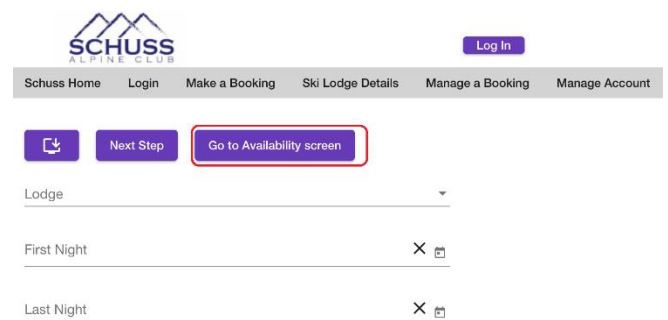 SCHUSS
ALPINE CLUB
Log In
Schuss Home Login Make a Booking Ski Lodge Details Manage a Booking Manage Account
Next Step Go to Availability screen
Lodge
First Night
Last Night